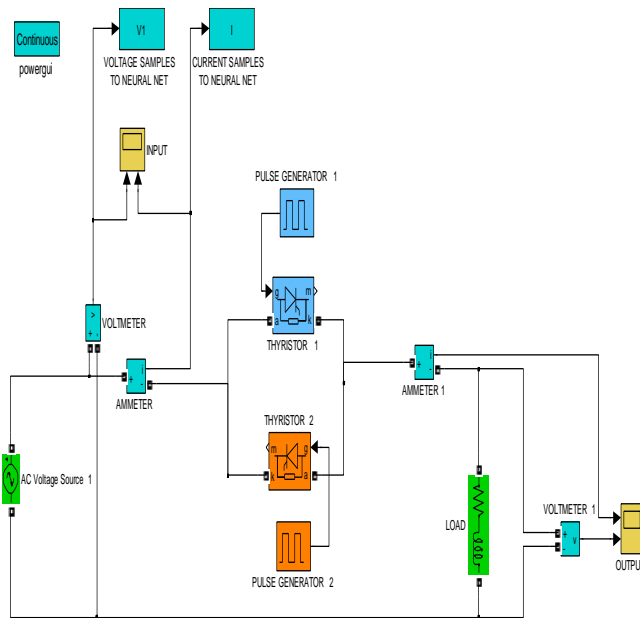 Continuous
powergui
V1
VOLTAGE SAMPLES
TO NEURAL NET
I
CURRENT SAMPLES
TO NEURAL NET
INPUT
PULSE GENERATOR 1
g
m
a
k
THYRISTOR 1
VOLTMETER
v
+
-
i
+
-
AMMETER
i
+
-
AMMETER 1
THYRISTOR 2
m
g
k
a
AC Voltage Source 1
PULSE GENERATOR 2
LOAD
VOLTMETER 1
+
-
v
OUTPU